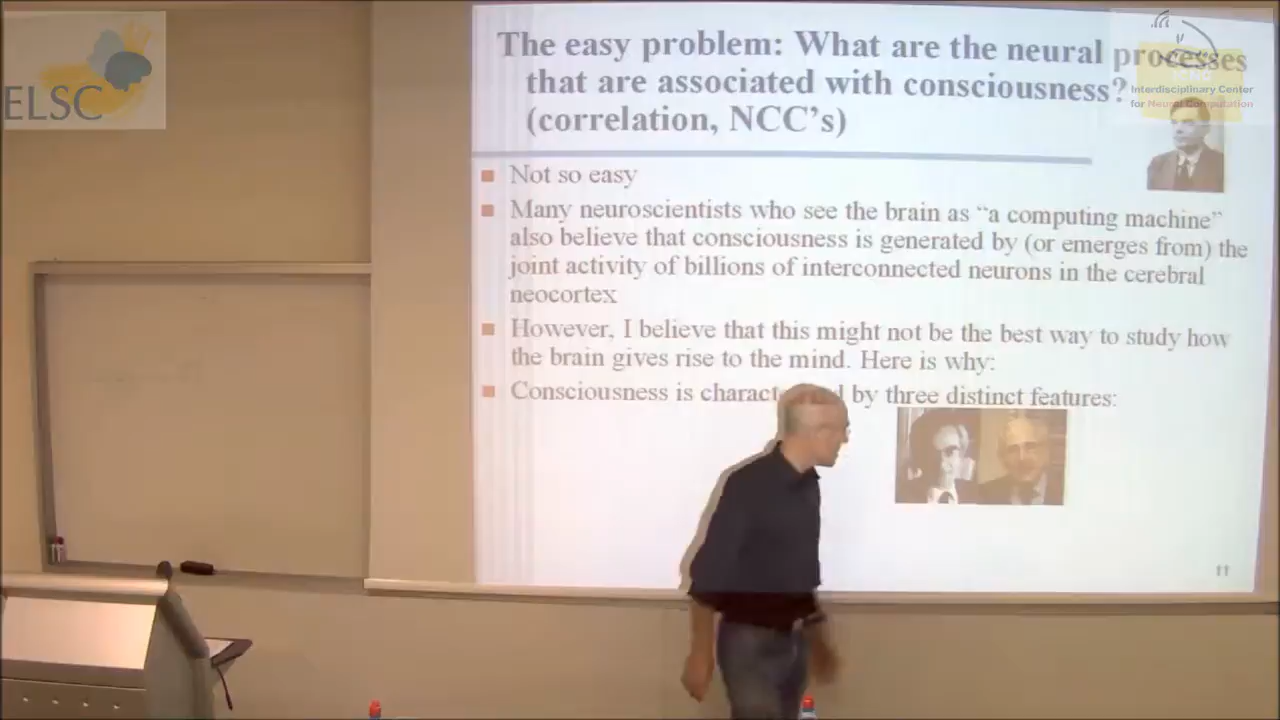 ELSC
The easy problem: What are the neural processes
that are associated with consciousness?
(correlation, NCC's)
Interdisciplinary Center
for Neural Computation
Not so easy
Many neuroscientists who see the brain as "a computing machine"
also believe that consciousness is generated by (or emerges from) the
joint activity of billions of interconnected neurons in the cerebral
neocortex
However, I believe that this might not be the best way to study how
the brain gives rise to the mind. Here is why:
Consciousness is by three distinct features:
11